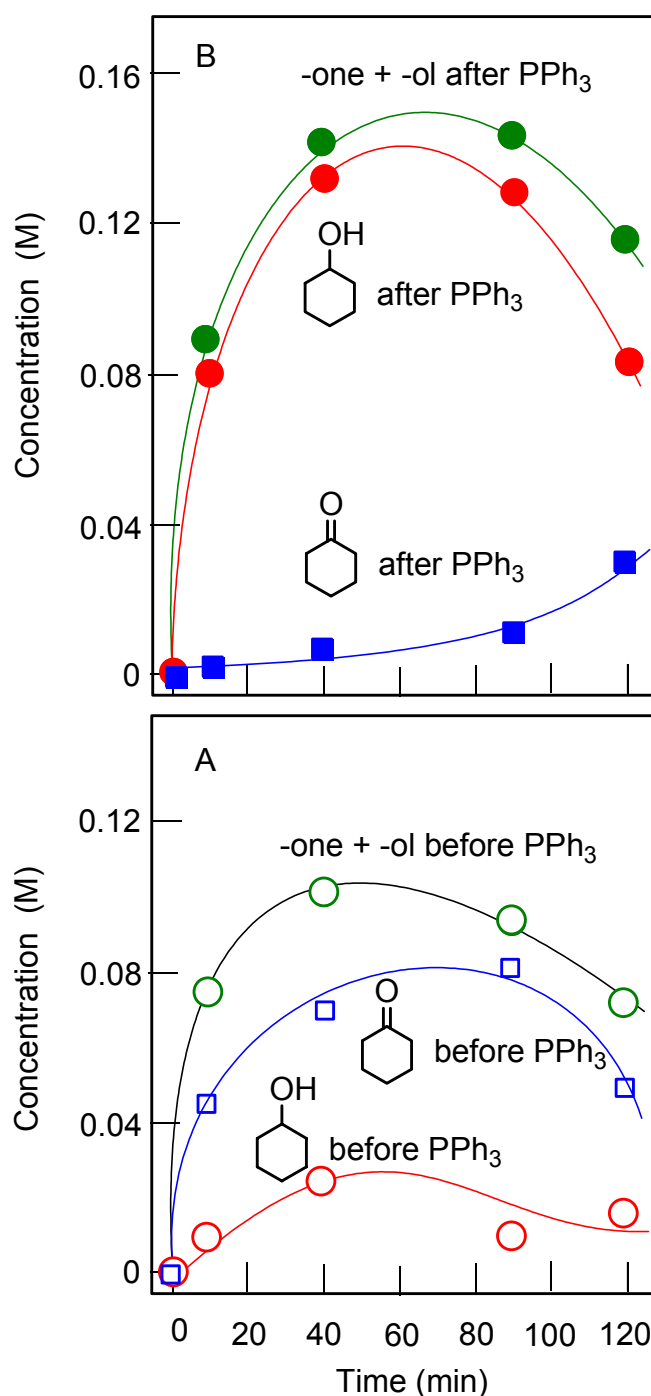 B
-one + -ol after PPh₃
OH
after PPh₃
O
after PPh₃
0.16
0.12
0.08
0.04
0
Concentration (M)
A
-one + -ol before PPh₃
O
before PPh₃
OH
before PPh₃
0.12
0.08
0.04
0
Concentration (M)
0 20 40 60 80 100 120
Time (min)